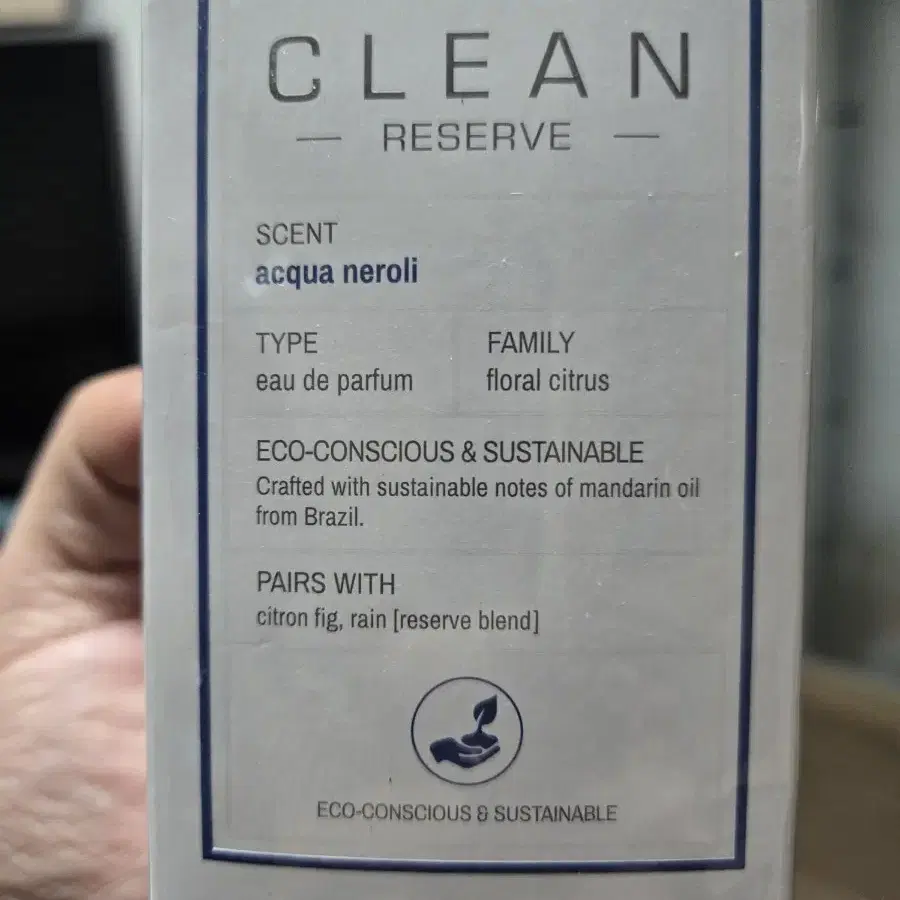 CLEAN
— RESERVE —
SCENT
acqua neroli
TYPE FAMILY
eau de parfum floral citrus
ECO-CONSCIOUS & SUSTAINABLE
Crafted with sustainable notes of mandarin oil
from Brazil.
PAIRS WITH
citron fig, rain [reserve blend]
ECO-CONSCIOUS & SUSTAINABLE